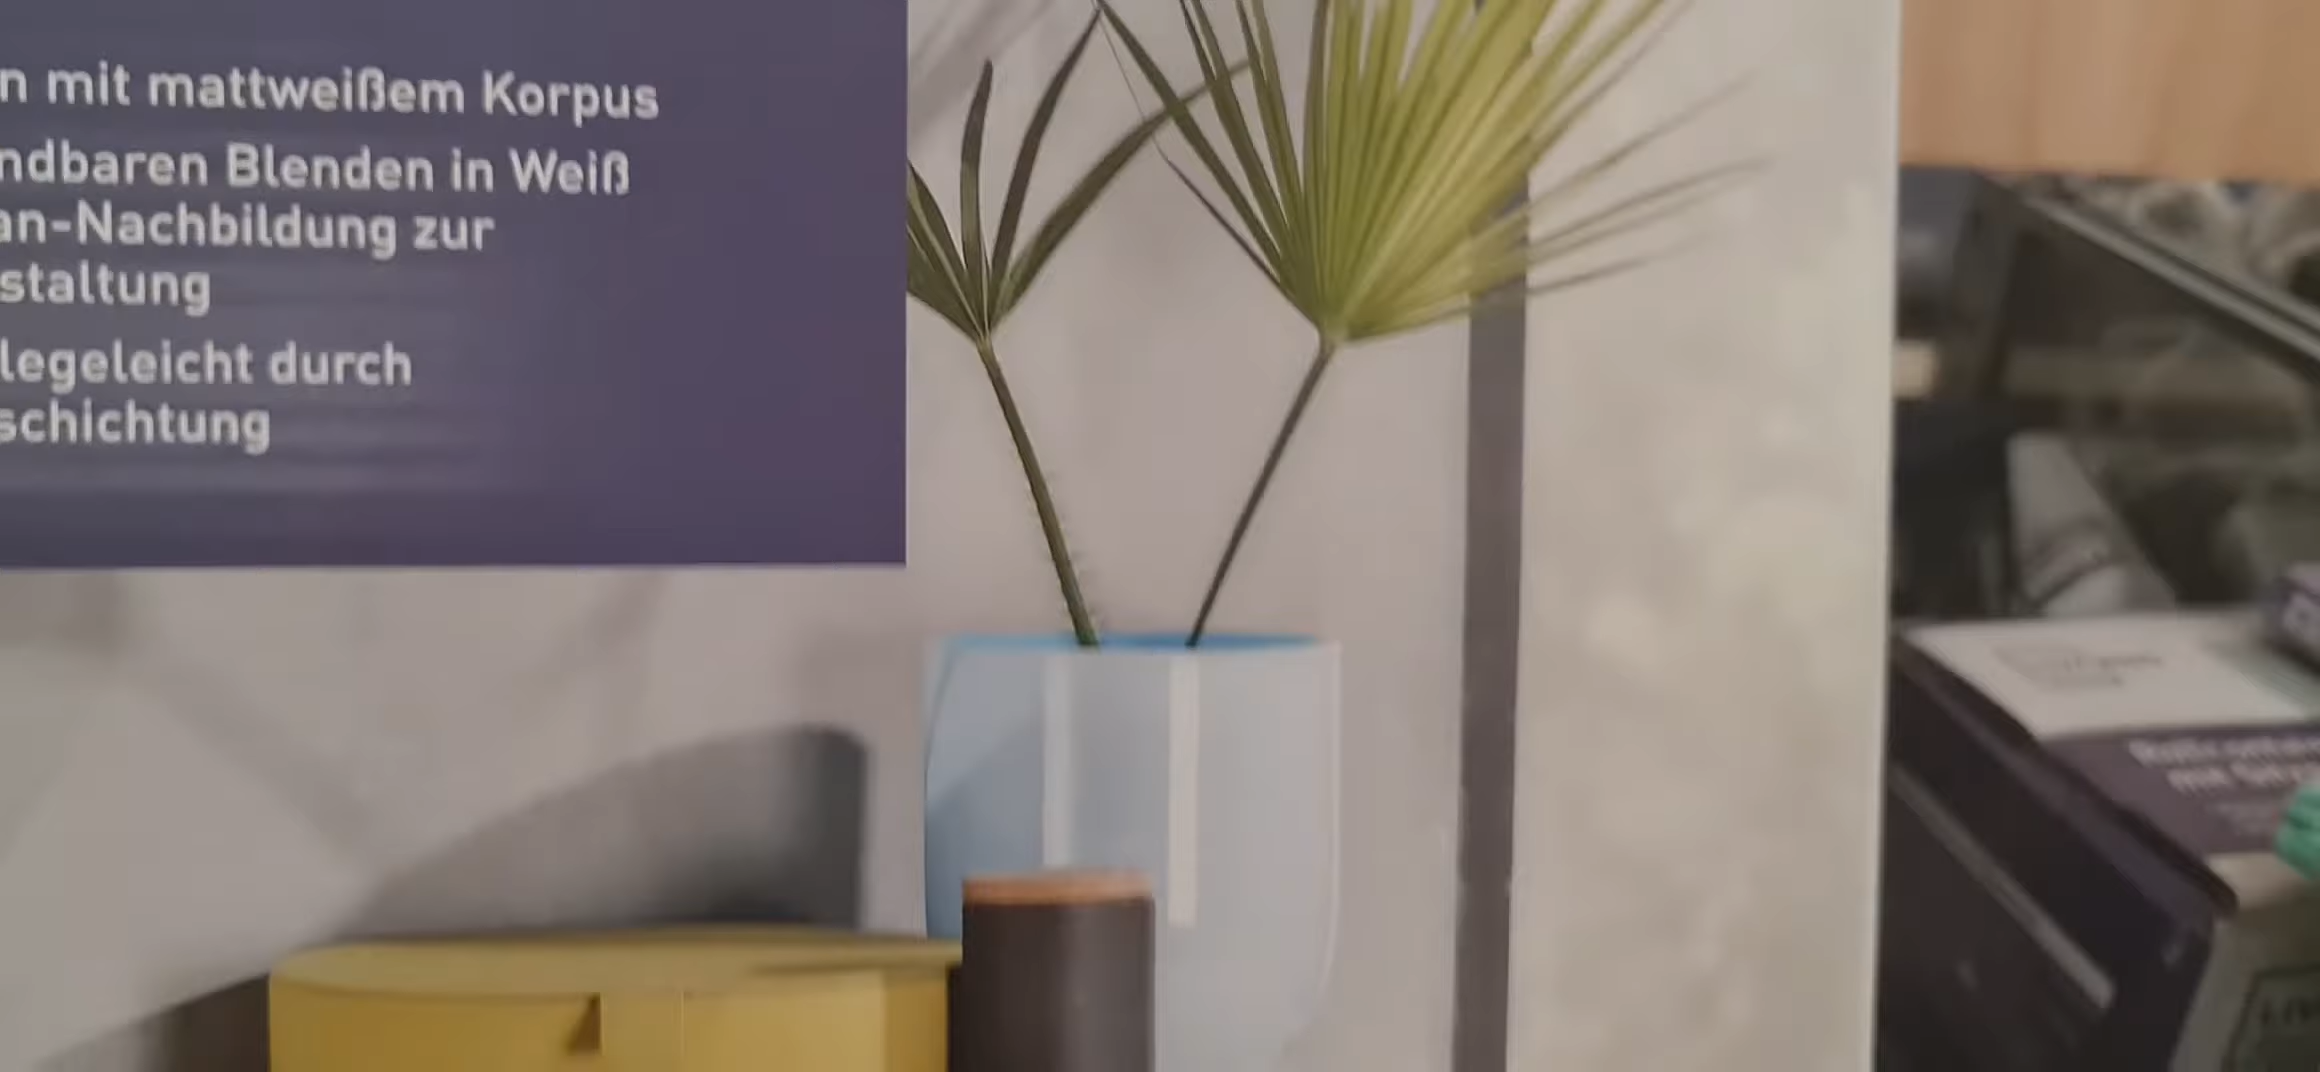 n mit mattweißem Korpus
ndbaren Blenden in Weiß
an-Nachbildung zur
staltung
legeleicht durch
schichtung